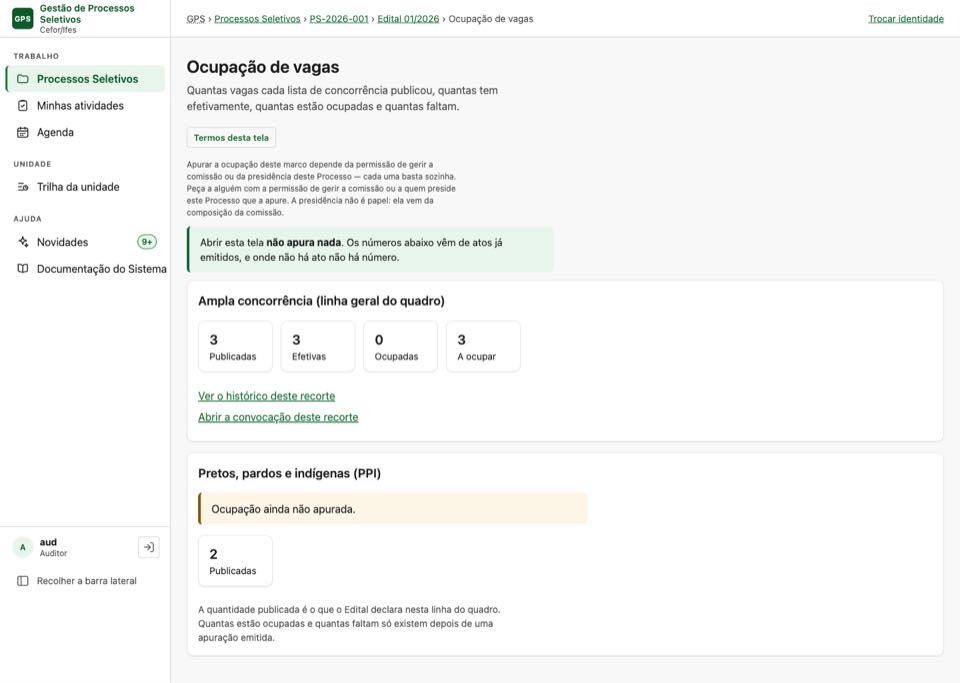 GPS
Gestão de Processos
Seletivos
Cefor/Ifes
GPS › Processos Seletivos › PS-2026-001 › Edital 01/2026 › Ocupação de vagas
Trocar identidade
TRABALHO
Processos Seletivos
Minhas atividades
Agenda
UNIDADE
Trilha da unidade
AJUDA
Novidades 9+
Documentação do Sistema
A
aud
Auditor
Recolher a barra lateral
Ocupação de vagas
Quantas vagas cada lista de concorrência publicou, quantas tem
efetivamente, quantas estão ocupadas e quantas faltam.
Termos desta tela
Apurar a ocupação deste marco depende da permissão de gerir a
comissão ou da presidência deste Processo — cada uma basta sozinha.
Peça a alguém com a permissão de gerir a comissão ou a quem preside
este Processo que a apure. A presidência não é papel: ela vem da
composição da comissão.
Abrir esta tela não apura nada. Os números abaixo vêm de atos já
emitidos, e onde não há ato não há número.
Ampla concorrência (linha geral do quadro)
3
Publicadas
3
Efetivas
0
Ocupadas
3
A ocupar
Ver o histórico deste recorte
Abrir a convocação deste recorte
Pretos, pardos e indígenas (PPI)
Ocupação ainda não apurada.
2
Publicadas
A quantidade publicada é o que o Edital declara nesta linha do quadro.
Quantas estão ocupadas e quantas faltam só existem depois de uma
apuração emitida.